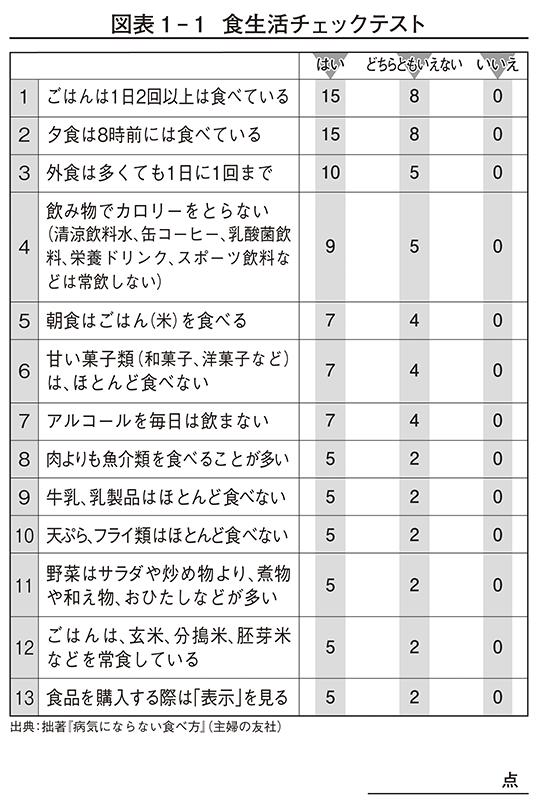 図表1-1 食生活チェックテスト
はい どちらともいえない いいえ
1 ごはんは1日2回以上は食べている 15 8 0
2 夕食は8時前には食べている 15 8 0
3 外食は多くても1日に1回まで 10 5 0
4 飲み物でカロリーをとらない
(清涼飲料水、缶コーヒー、乳酸菌飲
料、栄養ドリンク、スポーツ飲料な
どは常飲しない) 9 5 0
5 朝食はごはん(米)を食べる 7 4 0
6 甘い菓子類(和菓子、洋菓子など)
は、ほとんど食べない 7 4 0
7 アルコールを毎日は飲まない 7 4 0
8 肉よりも魚介類を食べることが多い 5 2 0
9 牛乳、乳製品はほとんど食べない 5 2 0
10 天ぷら、フライ類はほとんど食べない 5 2 0
11 野菜はサラダや炒め物より、煮物
や和え物、おひたしなどが多い 5 2 0
12 ごはんは、玄米、分搗米、胚芽米
などを常食している 5 2 0
13 食品を購入する際は「表示」を見る 5 2 0
出典:拙著『病気にならない食べ方』(主婦の友社)
点